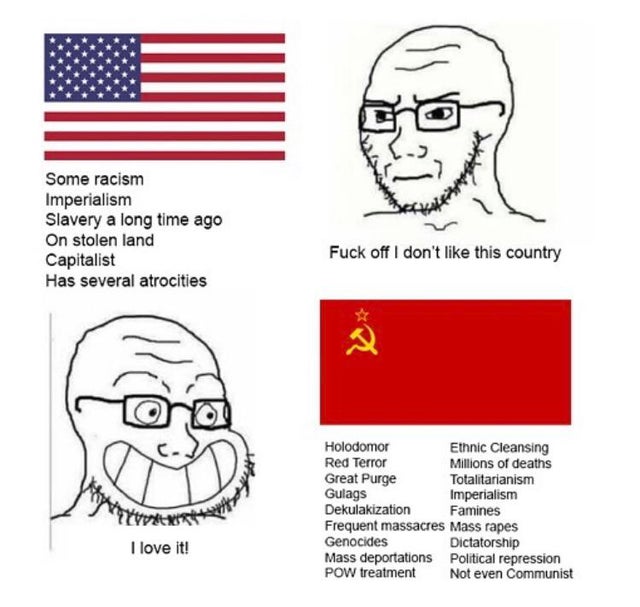 Some racism
Imperialism
Slavery a long time ago
On stolen land
Capitalist
Has several atrocities
Fuck off I don't like this country
I love it!
Holodomor
Red Terror
Great Purge
Gulags
Dekulakization
Frequent massacres
Genocides
Mass deportations
POW treatment
Ethnic Cleansing
Millions of deaths
Totalitarianism
Imperialism
Famines
Mass rapes
Dictatorship
Political repression
Not even Communist